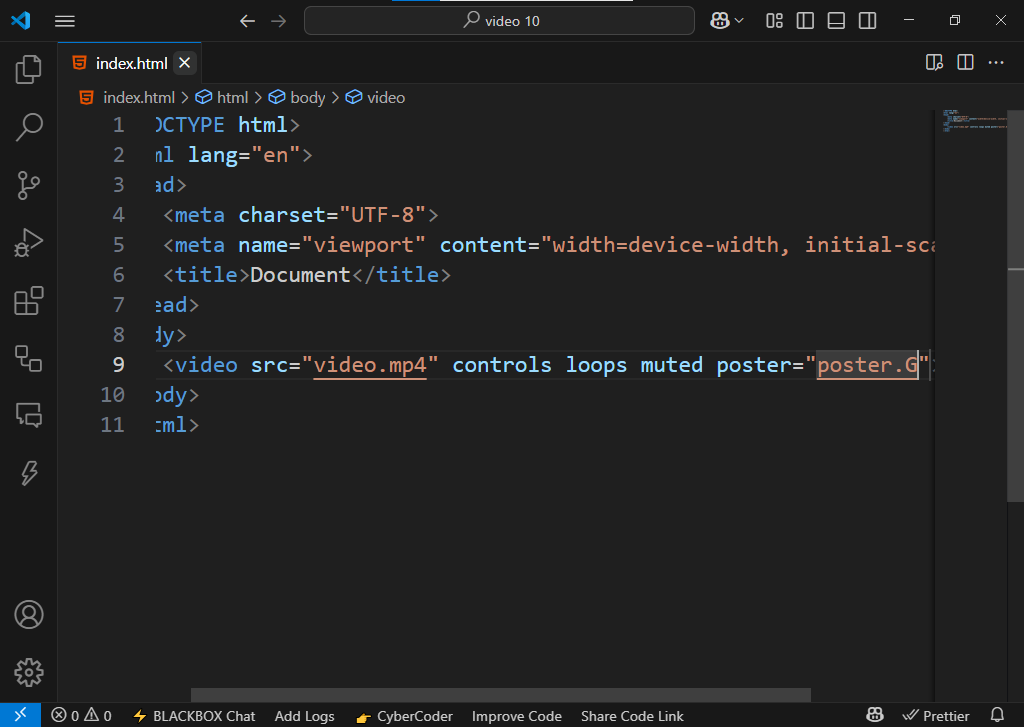 video 10
index.html
index.html > html > body > video
1 OCTYPE html>
2 ml lang="en">
3 ad>
4 <meta charset="UTF-8">
5 <meta name="viewport" content="width=device-width, initial-sca
6 <title>Document</title>
7 ead>
8 dy>
9 <video src="video.mp4" controls loops muted poster="poster.G">
10 ody>
11 tml>
0 0 BLACKBOX Chat Add Logs CyberCoder Improve Code Share Code Link Prettier